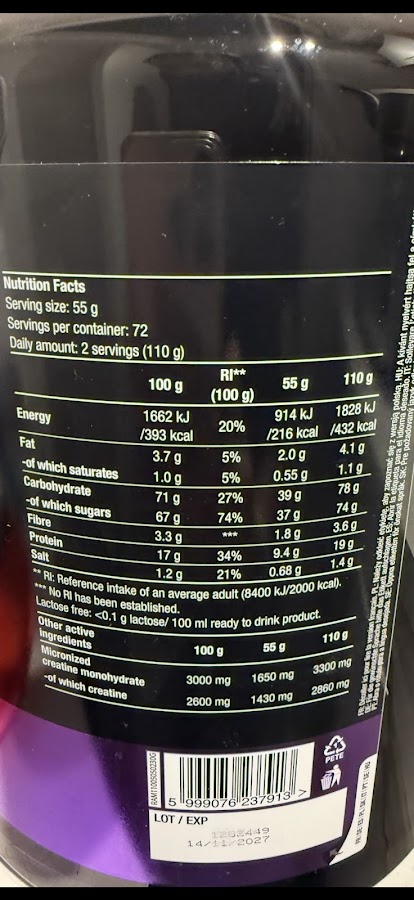 Nutrition Facts
Serving size: 55 g
Servings per container: 72
Daily amount: 2 servings (110 g)
100 g RI** (100 g) 55 g 110 g
Energy 1662 kJ /393 kcal 20% 914 kJ /216 kcal 1828 kJ /432 kcal
Fat 3.7 g 5% 2.0 g 4.1 g
-of which saturates 1.0 g 5% 0.55 g 1.1 g
Carbohydrate 71 g 27% 39 g 78 g
-of which sugars 67 g 74% 37 g 74 g
Fibre 3.3 g *** 1.8 g 3.6 g
Protein 17 g 34% 9.4 g 19 g
Salt 1.2 g 21% 0.68 g 1.4 g
** RI: Reference intake of an average adult (8400 kJ/2000 kcal).
*** No RI has been established.
Lactose free: <0.1 g lactose/ 100 ml ready to drink product.
Other active ingredients 100 g 55 g 110 g
Micronized creatine monohydrate 3000 mg 1650 mg 3300 mg
-of which creatine 2600 mg 1430 mg 2860 mg
PETE
5 999076 237913 >
LOT / EXP
14/11/2027